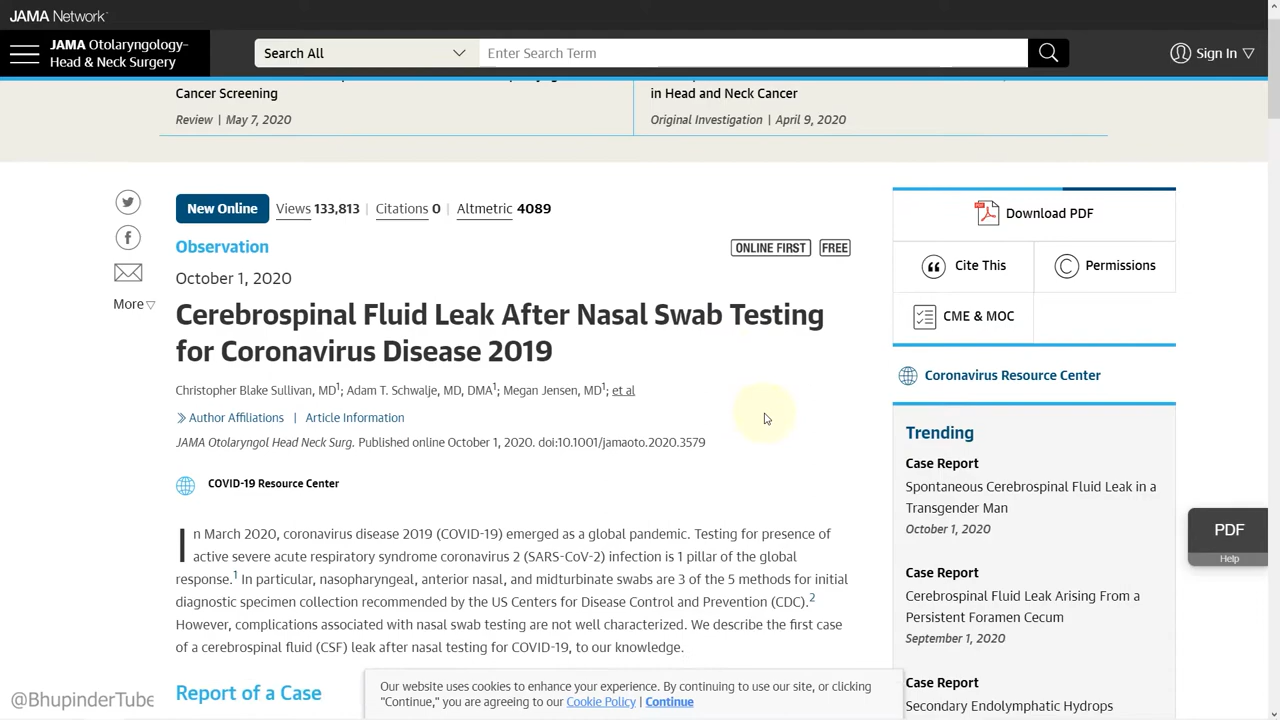 JAMA Network
JAMA Otolaryngology–
Head & Neck Surgery
Search All
Enter Search Term
Sign In
Cancer Screening
Review | May 7, 2020
in Head and Neck Cancer
Original Investigation | April 9, 2020
New Online
Views 133,813 | Citations 0 | Altmetric 4089
Observation
ONLINE FIRST FREE
October 1, 2020
Cerebrospinal Fluid Leak After Nasal Swab Testing
for Coronavirus Disease 2019
Christopher Blake Sullivan, MD1; Adam T. Schwalje, MD, DMA1; Megan Jensen, MD1; et al
Author Affiliations | Article Information
JAMA Otolaryngol Head Neck Surg. Published online October 1, 2020. doi:10.1001/jamaoto.2020.3579
COVID-19 Resource Center
In March 2020, coronavirus disease 2019 (COVID-19) emerged as a global pandemic. Testing for presence of
active severe acute respiratory syndrome coronavirus 2 (SARS-CoV-2) infection is 1 pillar of the global
response.1 In particular, nasopharyngeal, anterior nasal, and midturbinate swabs are 3 of the 5 methods for initial
diagnostic specimen collection recommended by the US Centers for Disease Control and Prevention (CDC).2
However, complications associated with nasal swab testing are not well characterized. We describe the first case
of a cerebrospinal fluid (CSF) leak after nasal testing for COVID-19, to our knowledge.
Report of a Case
More
Download PDF
Cite This
Permissions
CME & MOC
Coronavirus Resource Center
Trending
Case Report
Spontaneous Cerebrospinal Fluid Leak in a
Transgender Man
October 1, 2020
Case Report
Cerebrospinal Fluid Leak Arising From a
Persistent Foramen Cecum
September 1, 2020
Case Report
Secondary Endolymphatic Hydrops
PDF
Help
Our website uses cookies to enhance your experience. By continuing to use our site, or clicking
"Continue," you are agreeing to our Cookie Policy | Continue
@BhupinderTube